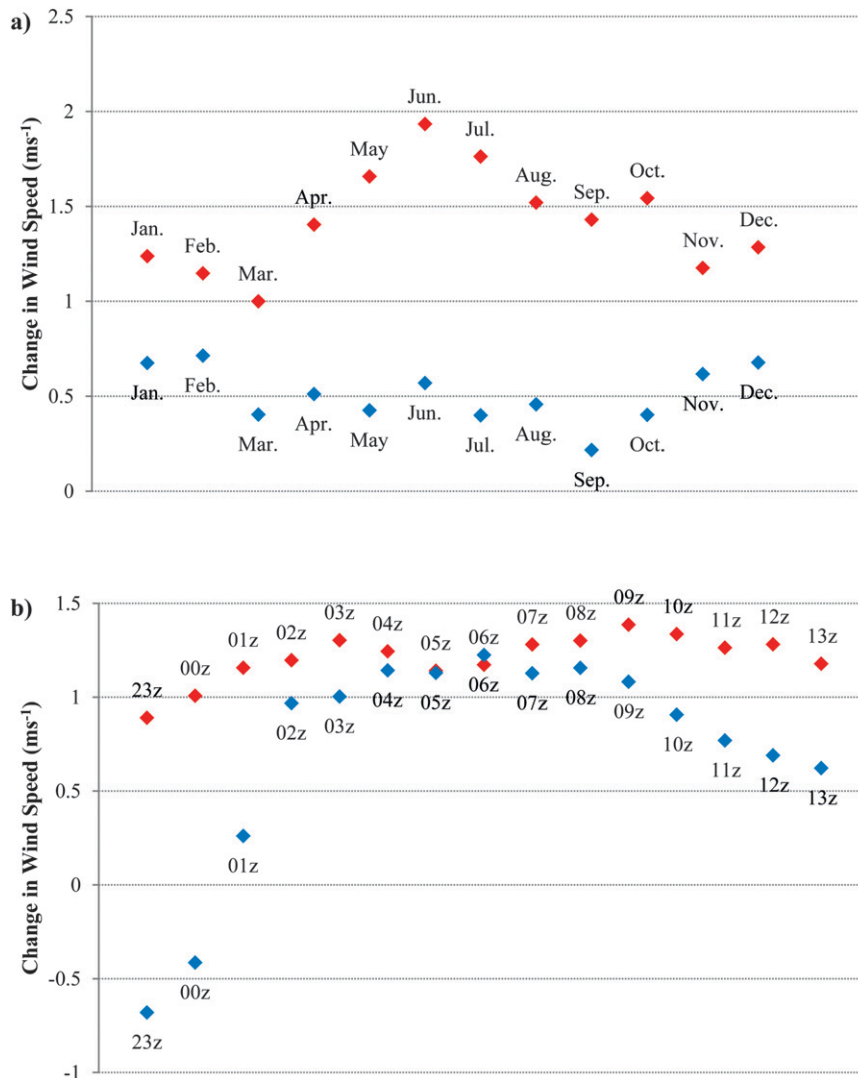 a)
Change in Wind Speed (ms-1)
2.5
2
1.5
1
0.5
0
Jan.
Feb.
Mar.
Apr.
May
Jun.
Jul.
Aug.
Sep.
Oct.
Nov.
Dec.
Jan.
Feb.
Mar.
Apr.
May
Jun.
Jul.
Aug.
Sep.
Oct.
Nov.
Dec.
b)
Change in Wind Speed (ms-1)
1.5
1
0.5
0
-0.5
-1
23z
00z
01z
02z
03z
04z
05z
06z
07z
08z
09z
10z
11z
12z
13z
23z
00z
01z
02z
03z
04z
05z
06z
07z
08z
09z
10z
11z
12z
13z